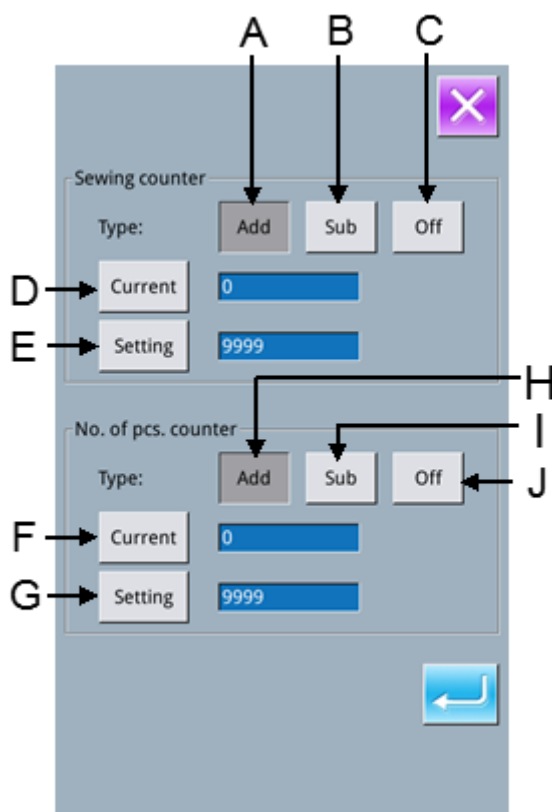 A B C
Sewing counter
Type: Add Sub Off
D Current 0
E Setting 9999
H
No. of pcs. counter I
Type: Add Sub Off J
F Current 0
G Setting 9999